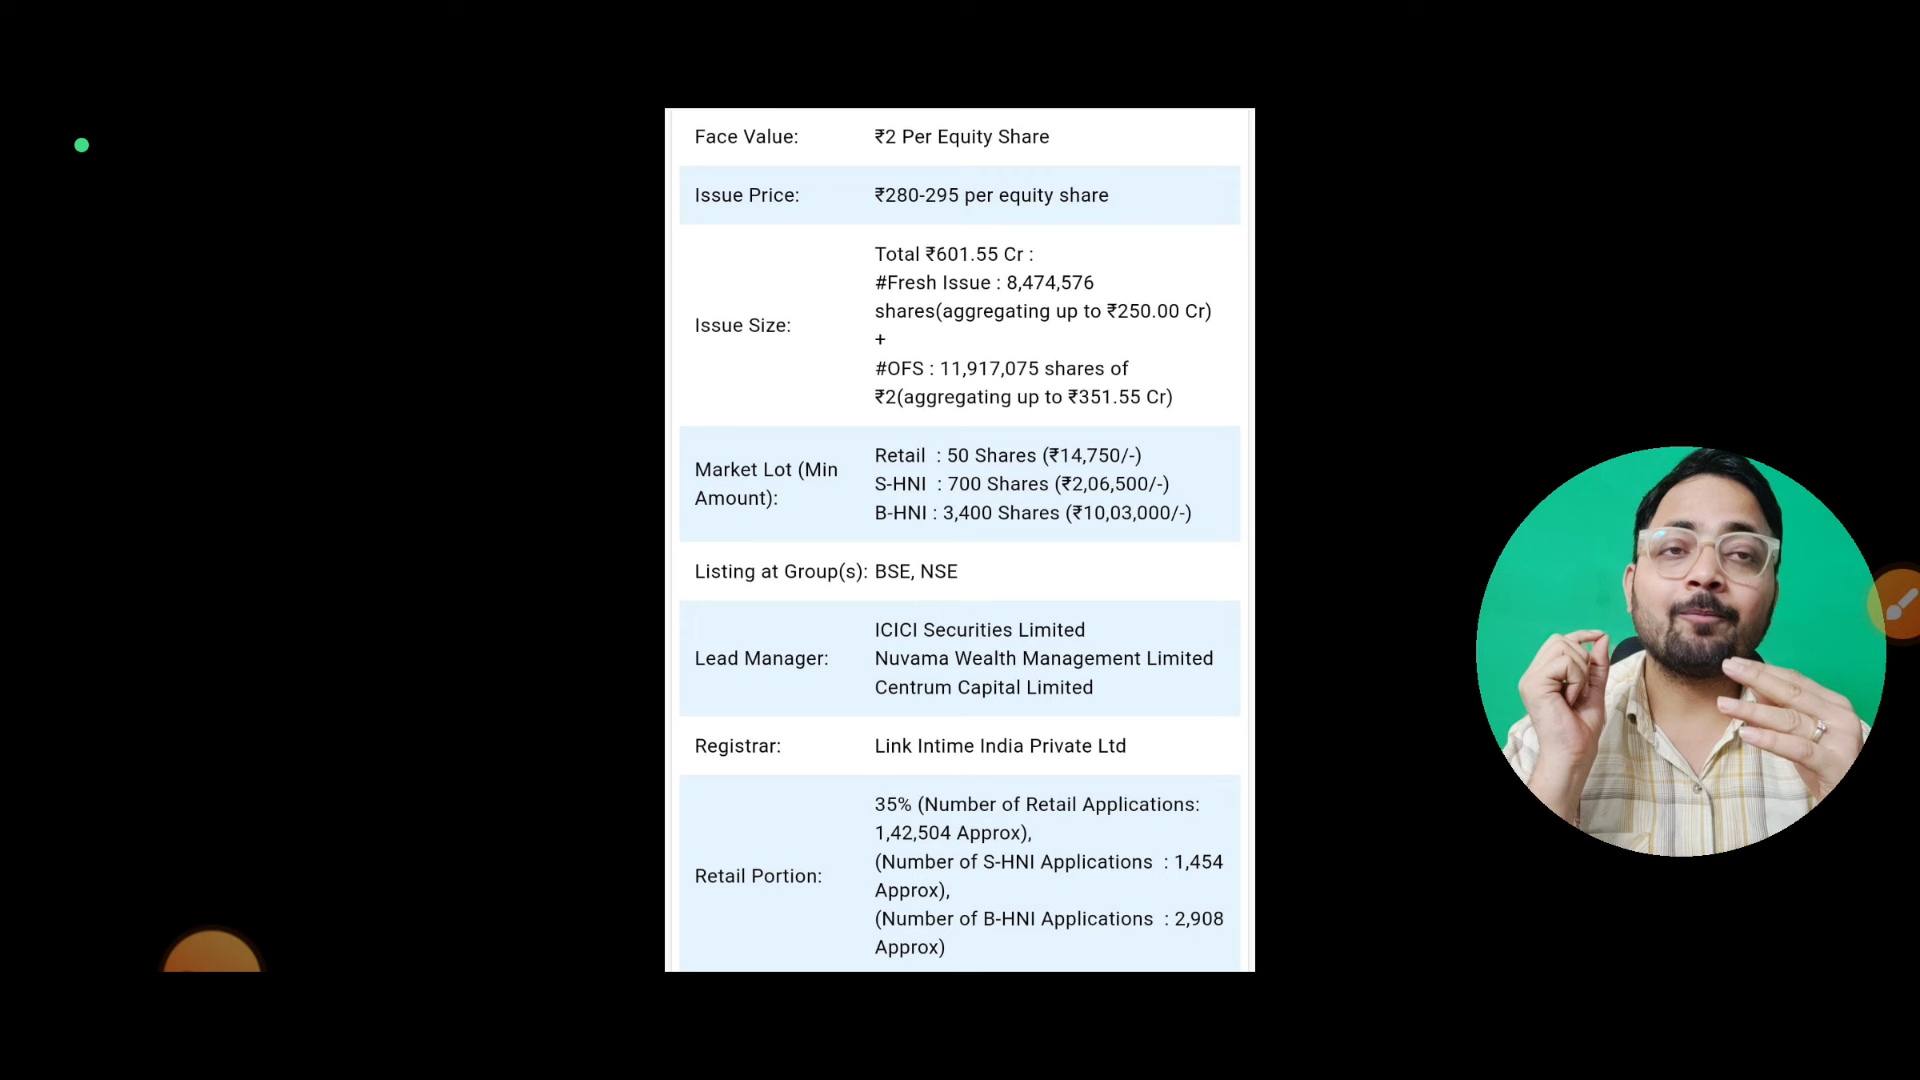 Face Value: ₹2 Per Equity Share
Issue Price: ₹280-295 per equity share
Issue Size:
Total ₹601.55 Cr :
#Fresh Issue : 8,474,576
shares(aggregating up to ₹250.00 Cr)
+
#OFS : 11,917,075 shares of
₹2(aggregating up to ₹351.55 Cr)
Market Lot (Min
Amount):
Retail : 50 Shares (₹14,750/-)
S-HNI : 700 Shares (₹2,06,500/-)
B-HNI : 3,400 Shares (₹10,03,000/-)
Listing at Group(s): BSE, NSE
Lead Manager:
ICICI Securities Limited
Nuvama Wealth Management Limited
Centrum Capital Limited
Registrar: Link Intime India Private Ltd
Retail Portion:
35% (Number of Retail Applications:
1,42,504 Approx),
(Number of S-HNI Applications : 1,454
Approx),
(Number of B-HNI Applications : 2,908
Approx)